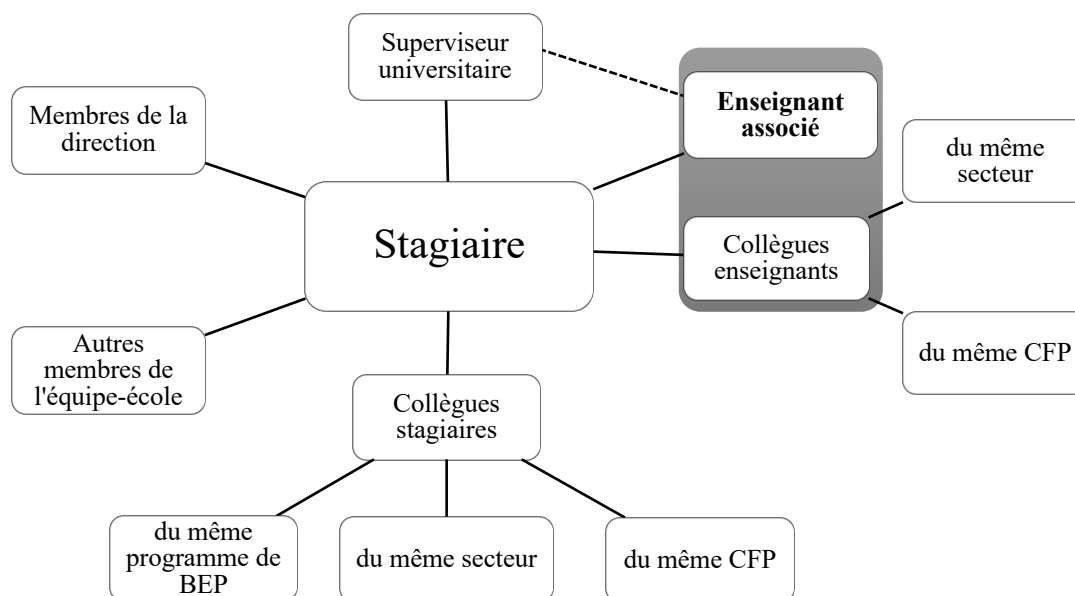 Superviseur
universitaire
Enseignant
associé
Membres de la
direction
du même
secteur
Stagiaire
Collègues
enseignants
Autres
membres de
l'équipe-école
du même CFP
Collègues
stagiaires
du même
programme de
BEP
du même secteur
du même CFP